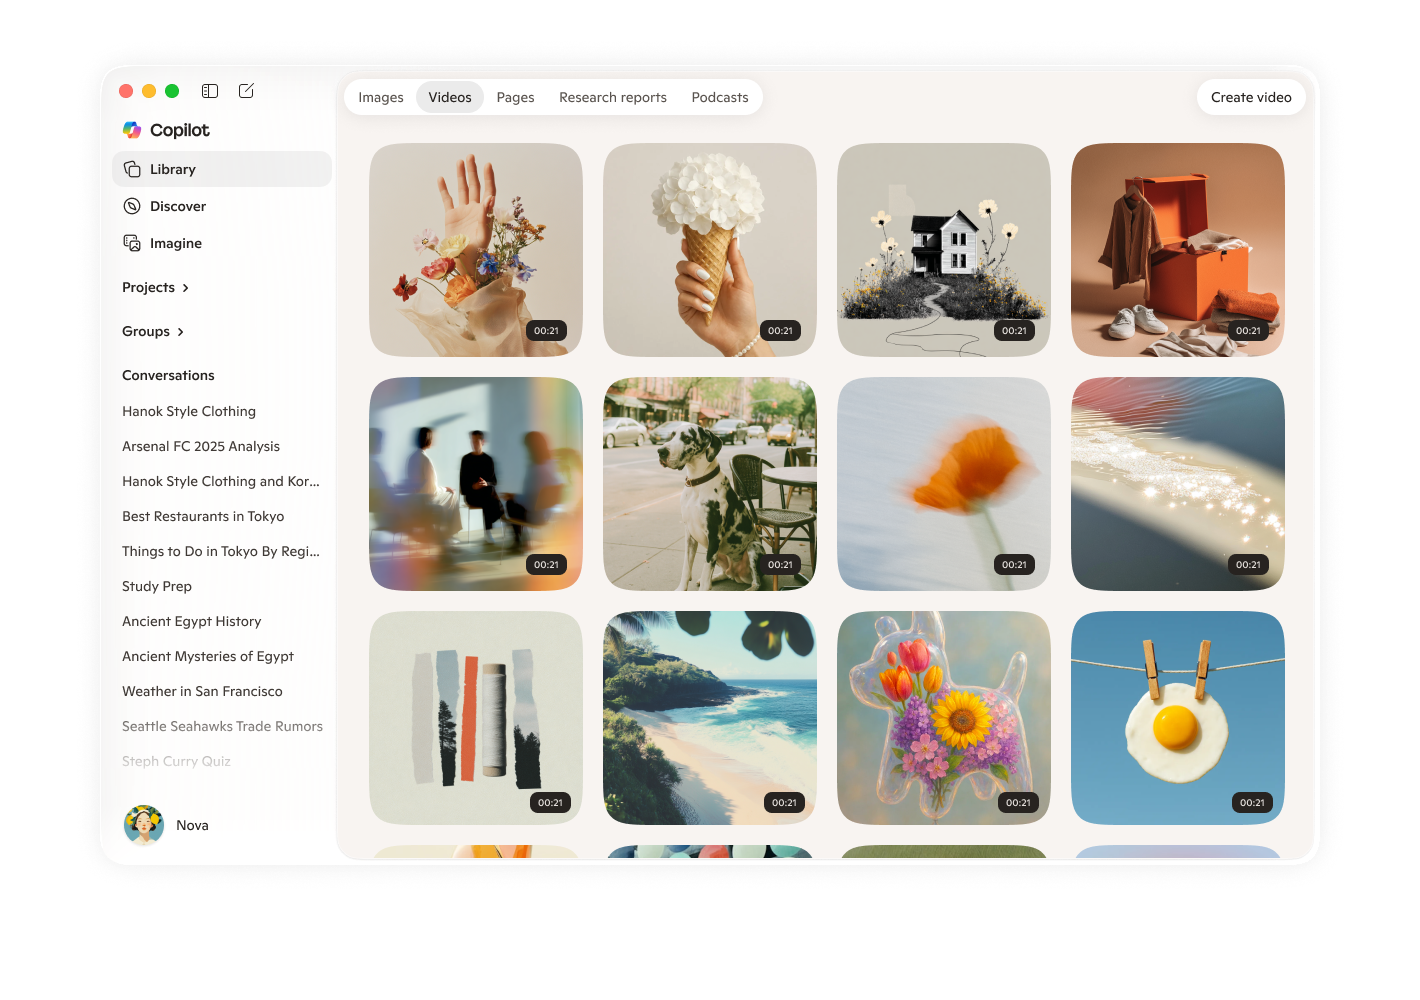 Copilot
Library
Discover
Imagine
Projects
Groups
Conversations
Hanok Style Clothing
Arsenal FC 2025 Analysis
Hanok Style Clothing and Kor...
Best Restaurants in Tokyo
Things to Do in Tokyo By Regi...
Study Prep
Ancient Egypt History
Ancient Mysteries of Egypt
Weather in San Francisco
Seattle Seahawks Trade Rumors
Steph Curry Quiz
Nova
Images Videos Pages Research reports Podcasts
Create video
00:21 00:21 00:21 00:21
00:21 00:21 00:21 00:21
00:21 00:21 00:21 00:21